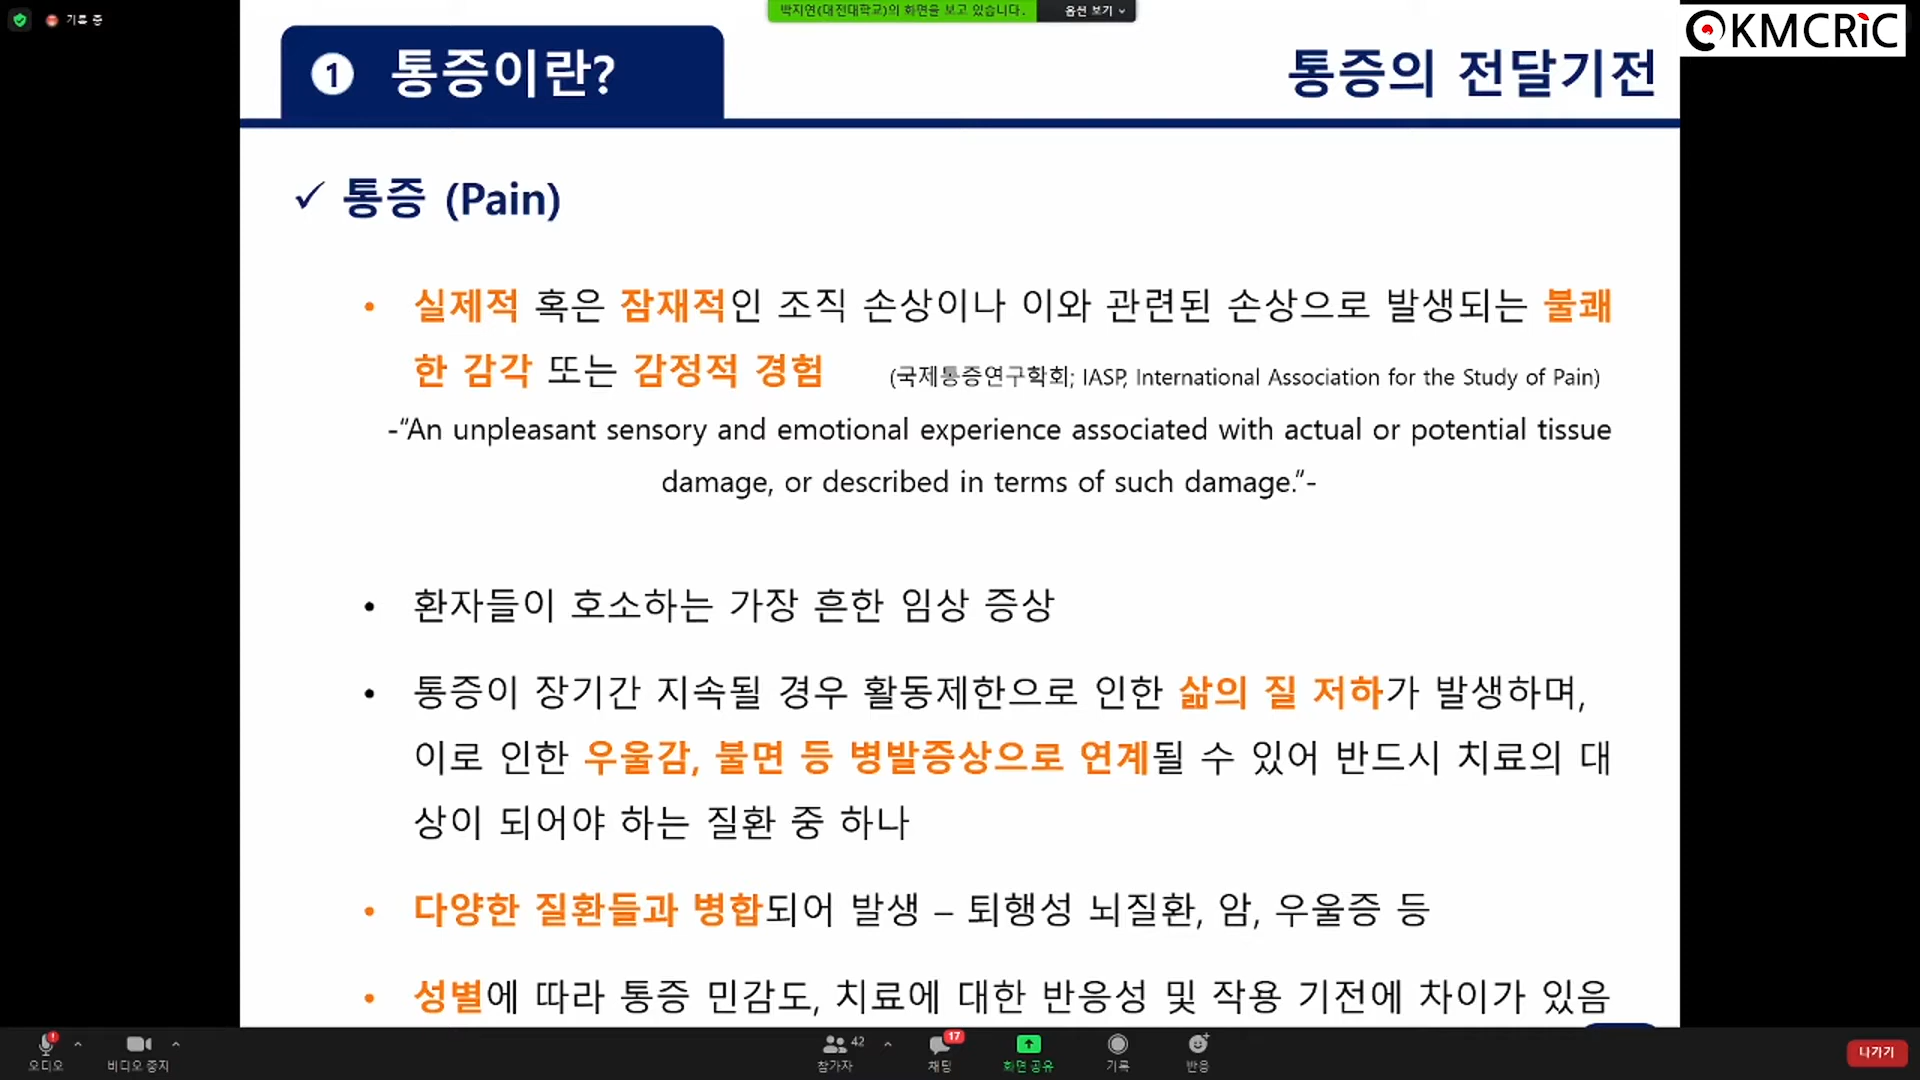 기록 중
박지연(대전대학교)의 화면을 보고 있습니다.
옵션 보기
KMCRiC
1 통증이란?
통증의 전달기전
✓ 통증 (Pain)
• 실제적 혹은 잠재적인 조직 손상이나 이와 관련된 손상으로 발생되는 불쾌
한 감각 또는 감정적 경험 (국제통증연구학회; IASP, International Association for the Study of Pain)
-“An unpleasant sensory and emotional experience associated with actual or potential tissue
damage, or described in terms of such damage.”-
• 환자들이 호소하는 가장 흔한 임상 증상
• 통증이 장기간 지속될 경우 활동제한으로 인한 삶의 질 저하가 발생하며,
이로 인한 우울감, 불면 등 병발증상으로 연계될 수 있어 반드시 치료의 대
상이 되어야 하는 질환 중 하나
• 다양한 질환들과 병합되어 발생 – 퇴행성 뇌질환, 암, 우울증 등
• 성별에 따라 통증 민감도, 치료에 대한 반응성 및 작용 기전에 차이가 있음
오디오
비디오 중지
42
참가자
17
채팅
화면 공유
기록
반응
나가기